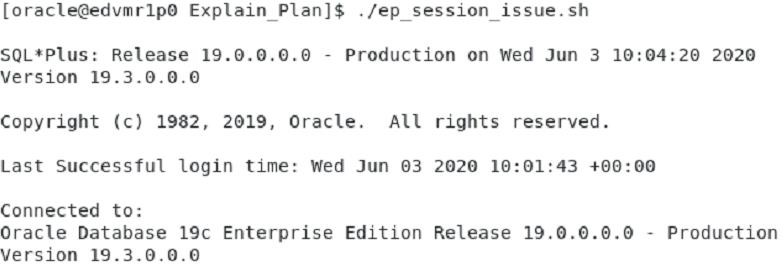 [oracle@edvmr1p0 Explain_Plan]$ ./ep_session_issue.sh
SQL*Plus: Release 19.0.0.0.0 - Production on Wed Jun 3 10:04:20 2020
Version 19.3.0.0.0
Copyright (c) 1982, 2019, Oracle.  All rights reserved.
Last Successful login time: Wed Jun 03 2020 10:01:43 +00:00
Connected to:
Oracle Database 19c Enterprise Edition Release 19.0.0.0.0 - Production
Version 19.3.0.0.0